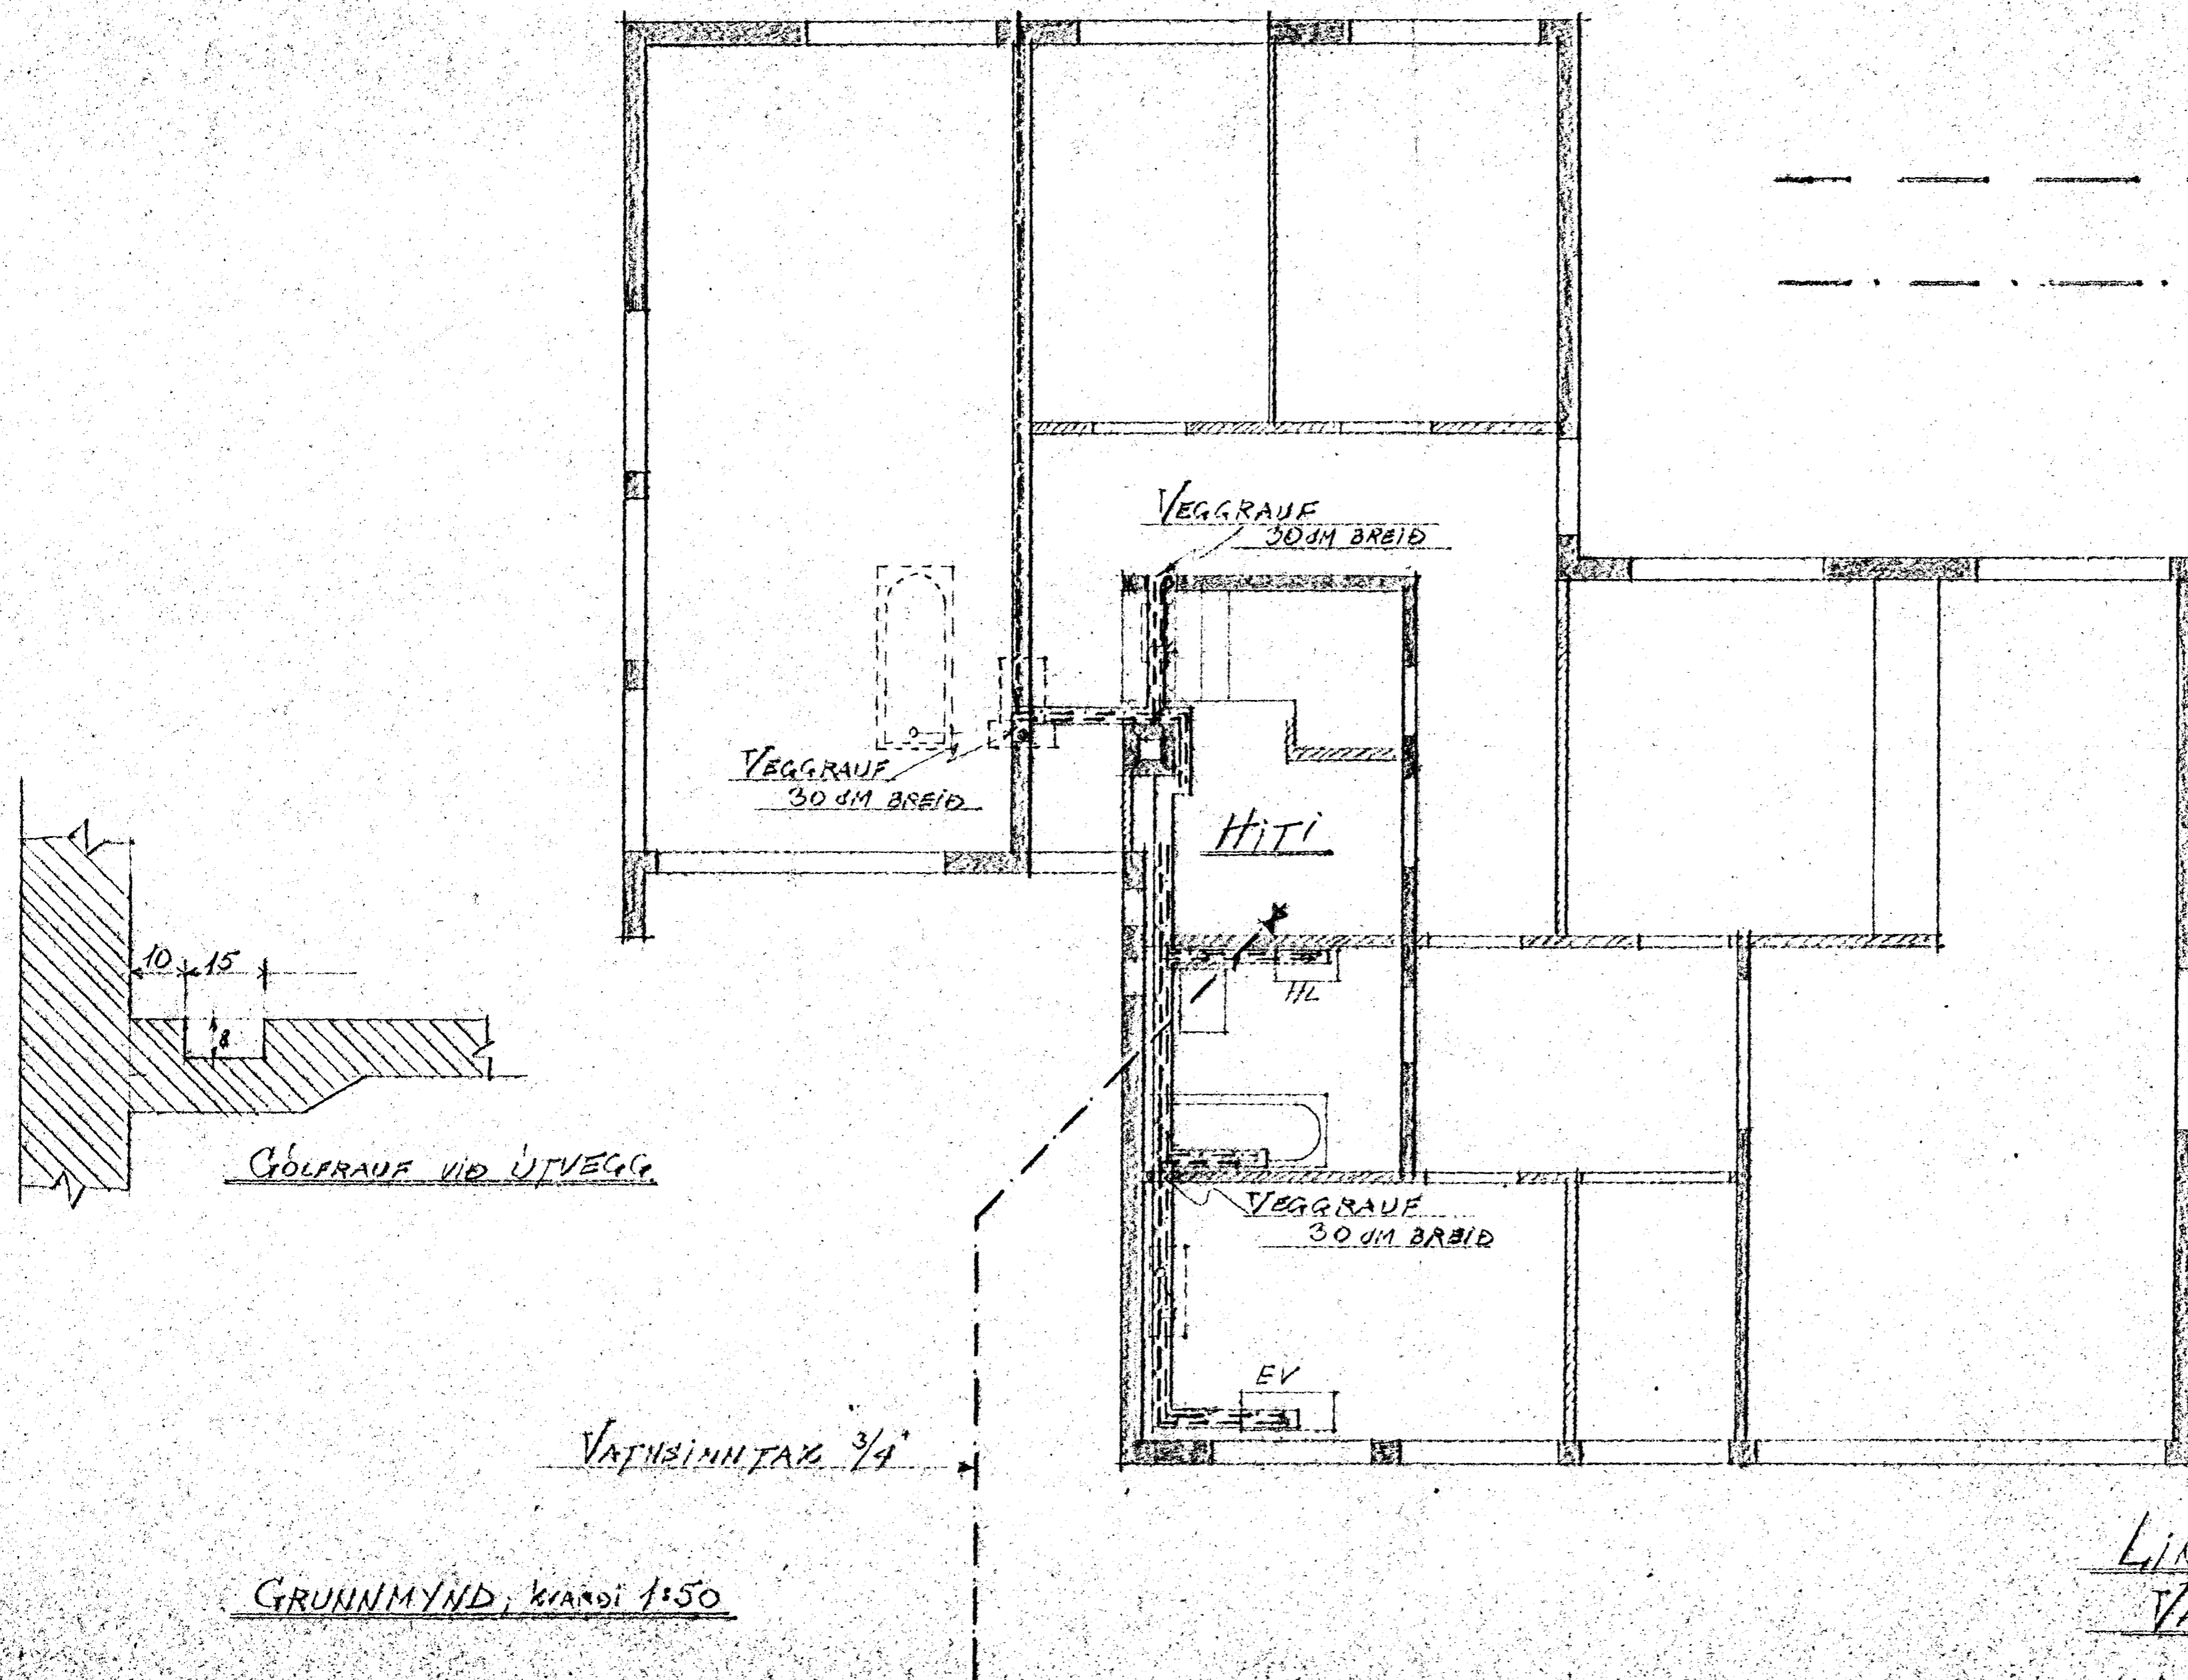 VEGGRAUF
30 cM BREIÐ
VEGGRAUF
30 cM BREIÐ
HiTi
10 15
8
HL
GÓLFRAUF VIÐ ÚTVEGG
VEGGRAUF
30 cM BREIÐ
EV
VATNSiNNTAK 3/4"
GRUNNMYND, KVARÐi 1:50